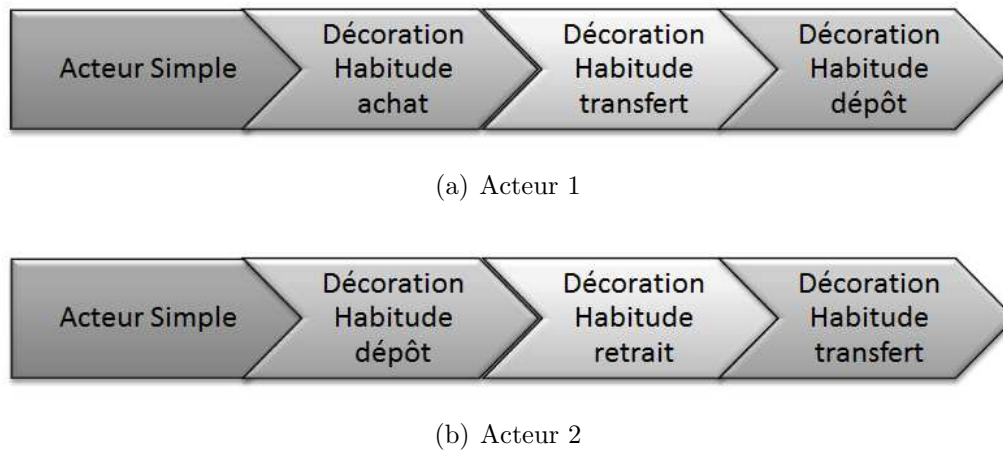 Acteur Simple
Décoration
Habitude
achat
Décoration
Habitude
transfert
Décoration
Habitude
dépôt
(a) Acteur 1
Acteur Simple
Décoration
Habitude
dépôt
Décoration
Habitude
retrait
Décoration
Habitude
transfert
(b) Acteur 2